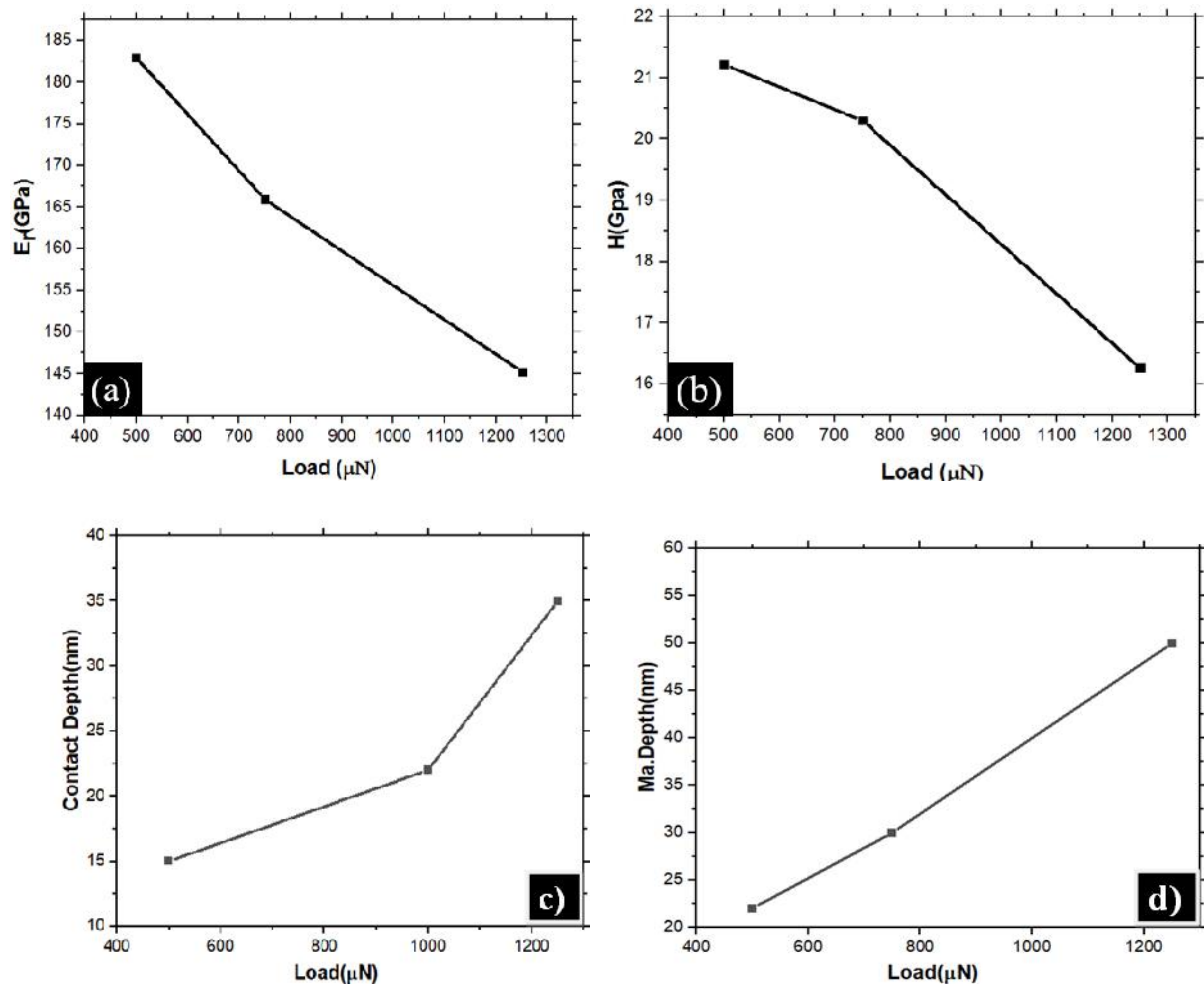 185
180
175
170
165
160
155
150
145
140
E_r(GPa)
(a)
400 500 600 700 800 900 1000 1100 1200 1300
Load (μN)
22
21
20
19
18
17
16
H(Gpa)
(b)
400 500 600 700 800 900 1000 1100 1200 1300
Load (μN)
40
35
30
25
20
15
10
Contact Depth(nm)
c)
400 600 800 1000 1200
Load(μN)
60
55
50
45
40
35
30
25
20
Ma.Depth(nm)
d)
400 600 800 1000 1200
Load(μN)